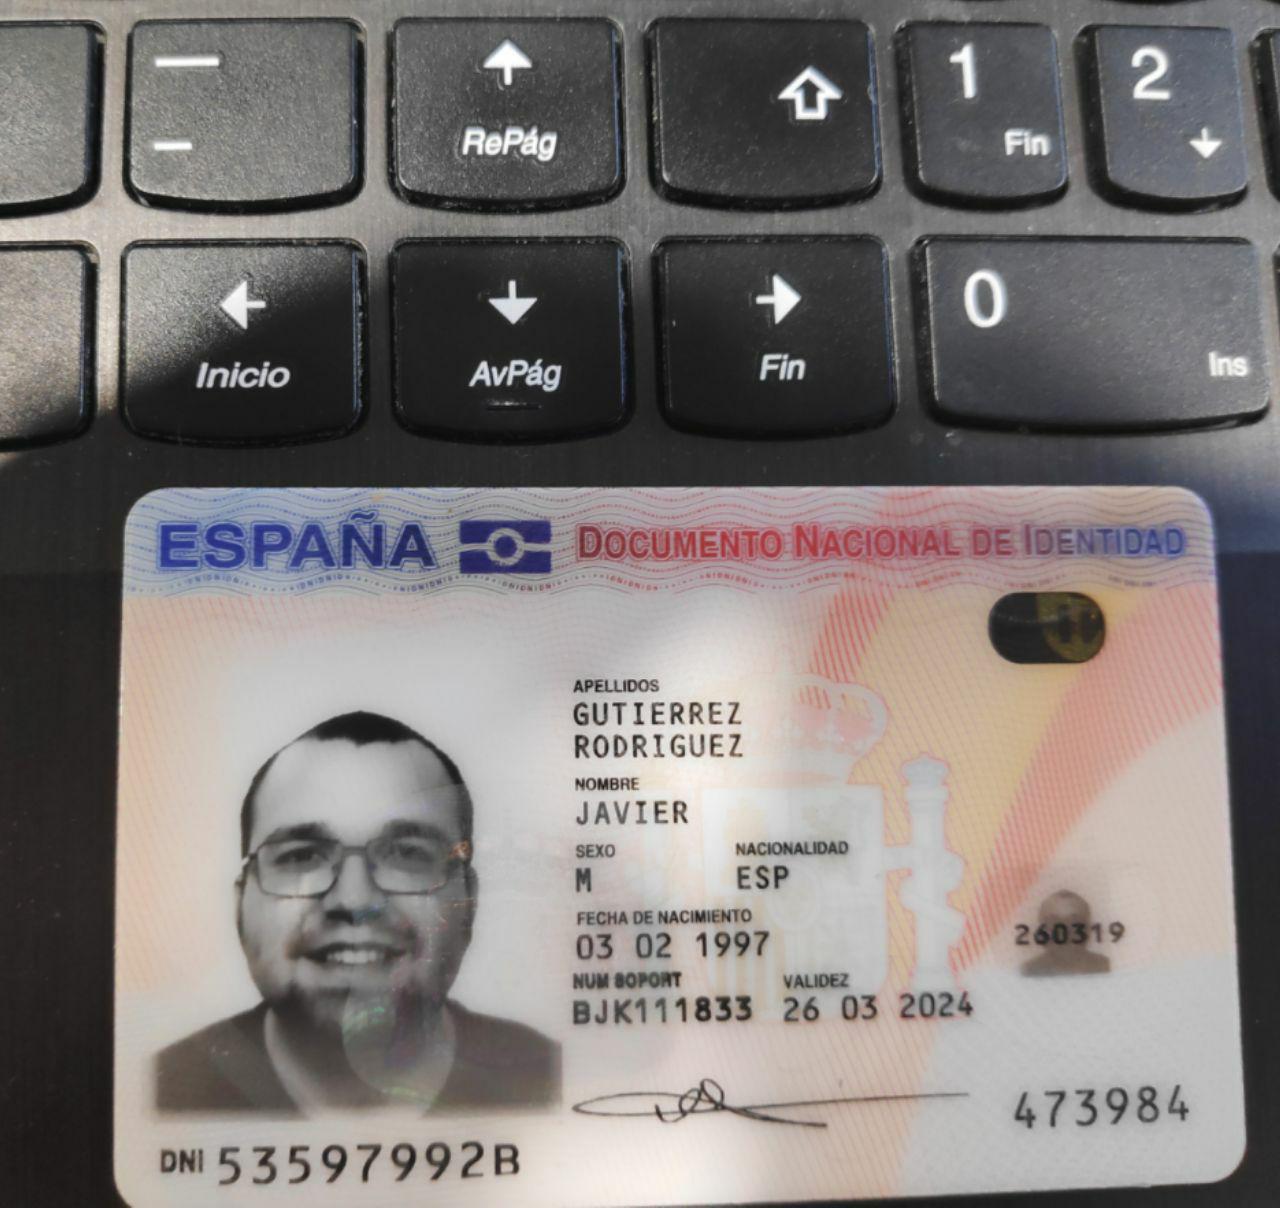 RePág
1
Fin
2
Inicio
AvPág
Fin
0
Ins
ESPAÑA DOCUMENTO NACIONAL DE IDENTIDAD
APELLIDOS
GUTIERREZ
RODRIGUEZ
NOMBRE
JAVIER
SEXO NACIONALIDAD
M ESP
FECHA DE NACIMIENTO
03 02 1997
260319
NUM SOPORT VALIDEZ
BJK111833 26 03 2024
473984
DNI 53597992B